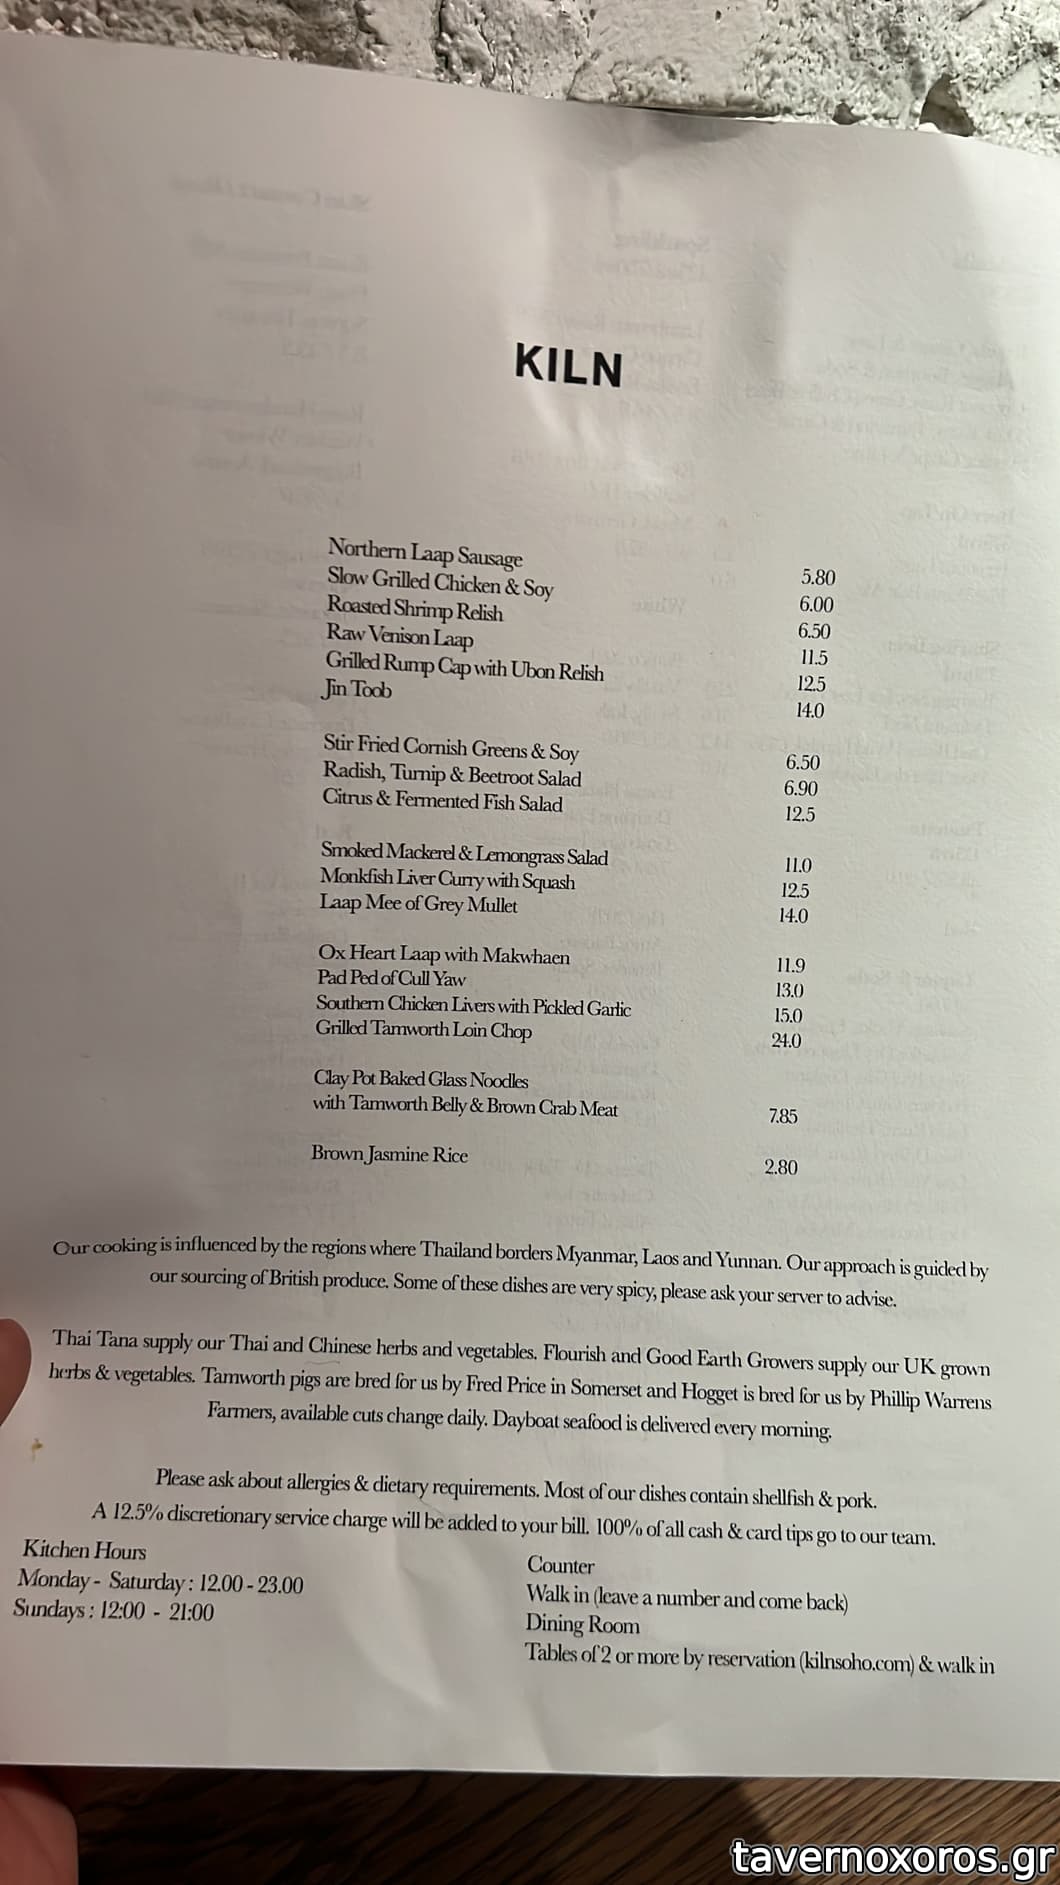 KILN
Northern Laap Sausage 5.80
Slow Grilled Chicken & Soy 6.00
Roasted Shrimp Relish 6.50
Raw Venison Laap 11.5
Grilled Rump Cap with Ubon Relish 12.5
Jin Toob 14.0
Stir Fried Cornish Greens & Soy 6.50
Radish, Turnip & Beetroot Salad 6.90
Citrus & Fermented Fish Salad 12.5
Smoked Mackerel & Lemongrass Salad 11.0
Monkfish Liver Curry with Squash 12.5
Laap Mee of Grey Mullet 14.0
Ox Heart Laap with Makwhaen 11.9
Pad Ped of Cull Yaw 13.0
Southern Chicken Livers with Pickled Garlic 15.0
Grilled Tamworth Loin Chop 24.0
Clay Pot Baked Glass Noodles
with Tamworth Belly & Brown Crab Meat 7.85
Brown Jasmine Rice 2.80
Our cooking is influenced by the regions where Thailand borders Myanmar, Laos and Yunnan. Our approach is guided by
our sourcing of British produce. Some of these dishes are very spicy, please ask your server to advise.
Thai Tana supply our Thai and Chinese herbs and vegetables. Flourish and Good Earth Growers supply our UK grown
herbs & vegetables. Tamworth pigs are bred for us by Fred Price in Somerset and Hogget is bred for us by Phillip Warrens
Farmers, available cuts change daily. Dayboat seafood is delivered every morning.
Please ask about allergies & dietary requirements. Most of our dishes contain shellfish & pork.
A 12.5% discretionary service charge will be added to your bill. 100% of all cash & card tips go to our team.
Kitchen Hours
Monday - Saturday : 12.00 - 23.00
Sundays : 12:00 - 21:00
Counter
Walk in (leave a number and come back)
Dining Room
Tables of 2 or more by reservation (kilnsoho.com) & walk in
tavernoxoros.gr